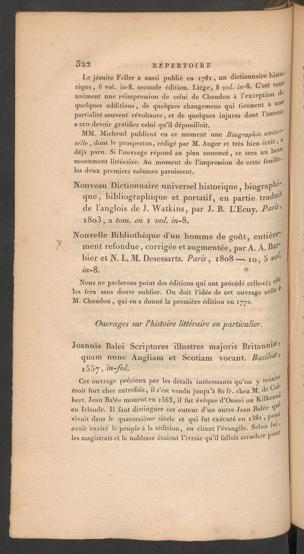 522 RÉPERTOIRE
Le jésuite Feller a aussi publié en 1781, un dictionnaire histo-
rique, 6 vol. in-8. seconde édition. Liége, 8 vol. in-8. C'est tout
uniment une réimpression de celui de Chaudon à l'exception de
quelques additions, de quelques changemens qui tiennent à une
partialité souvent révoltante, et de quelques injures dont l'auteur
a cru devoir gratifier celui qu'il dépouilloit.
MM. Michaud publient en ce moment une Biographie univer-
selle, dont le prospectus, rédigé par M. Auger et très bien écrit, a
déjà paru. Si l'ouvrage répond au plan annoncé, ce sera un beau
monument littéraire. Au moment de l'impression de cette feuille,
les deux premiers volumes paroissent.
Nouveau Dictionnaire universel historique, biographi-
que, bibliographique et portatif, en partie traduit
de l'anglois de J. Watkins, par J. B. L'Ecuy. Paris,
1803, 2 tom. en 1 vol. in-8.
Nouvelle Bibliothèque d'un homme de goût, entière-
ment refondue, corrigée et augmentée, par A. A. Bar-
bier et N. L. M. Desessarts. Paris, 1808 — 10, 5 vol.
in-8.
Nous ne parlerons point des éditions qui ont précédé celle-ci; elle
les fera sans doute oublier. On doit l'idée de cet ouvrage utile à
M. Chaudon, qui en a donné la première édition en 1772.
Ouvrages sur l'histoire littéraire en particulier.
Joannis Balei Scriptores illustres majoris Britanniae,
quam nunc Angliam et Scotiam vocant. Basileae,
1557, in-fol.
Cet ouvrage précieux par les détails intéressants qu'on y trouve
étoit fort cher autrefois, il s'est vendu jusqu'à 80 fr. chez M. de Col-
bert. Jean Balée mourut en 1563, il fut évêque d'Osseri ou Kilkenni
en Irlande. Il faut distinguer cet auteur d'un autre Jean Balée qui
vivait dans le quatorzième siècle et qui fut exécuté en 1381, pour
avoir excité le peuple à la sédition, en citant l'évangile. Selon lui,
les magistrats et la noblesse étoient l'ivraie qu'il falloit arracher pour